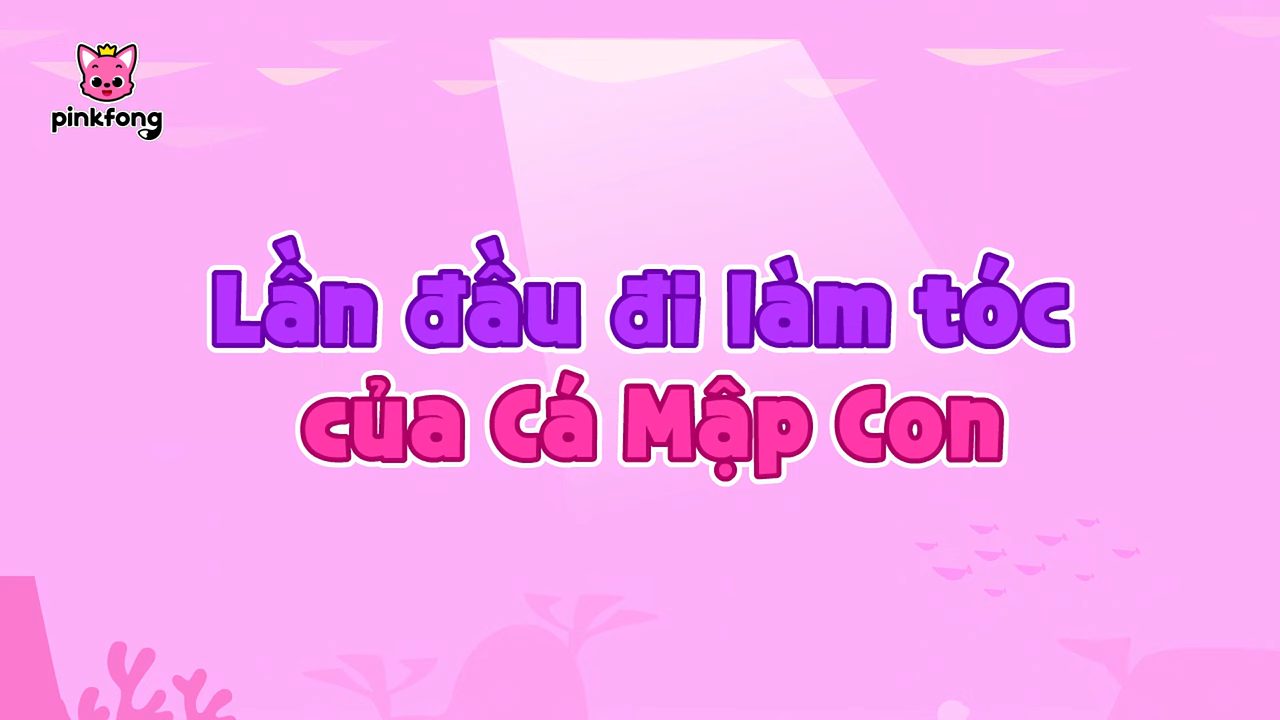 pinkfong
Lần đầu đi làm tóc
của Cá Mập Con